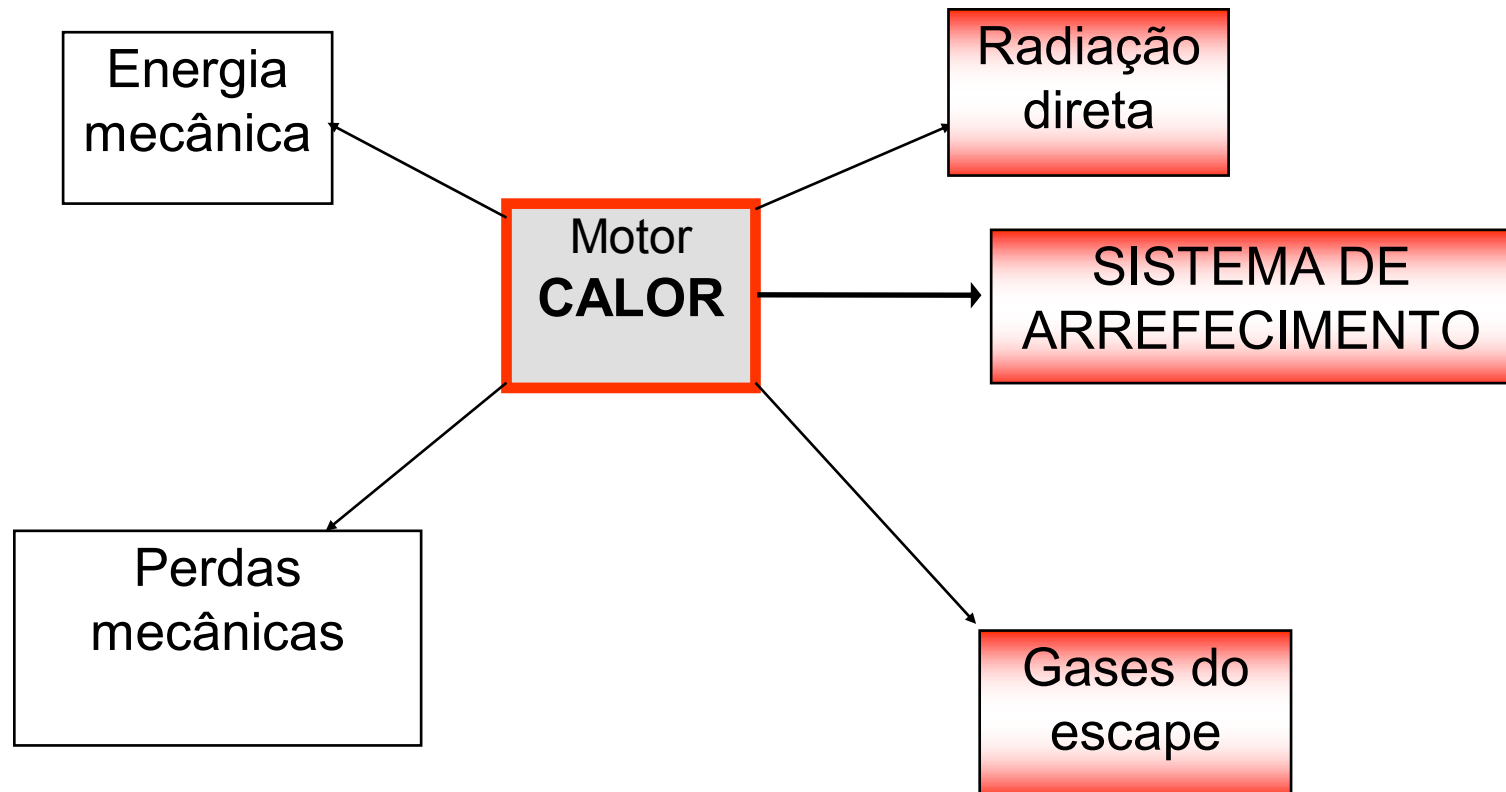 Energia
mecânica
Radiação
direta
Motor
CALOR
SISTEMA DE
ARREFECIMENTO
Perdas
mecânicas
Gases do
escape